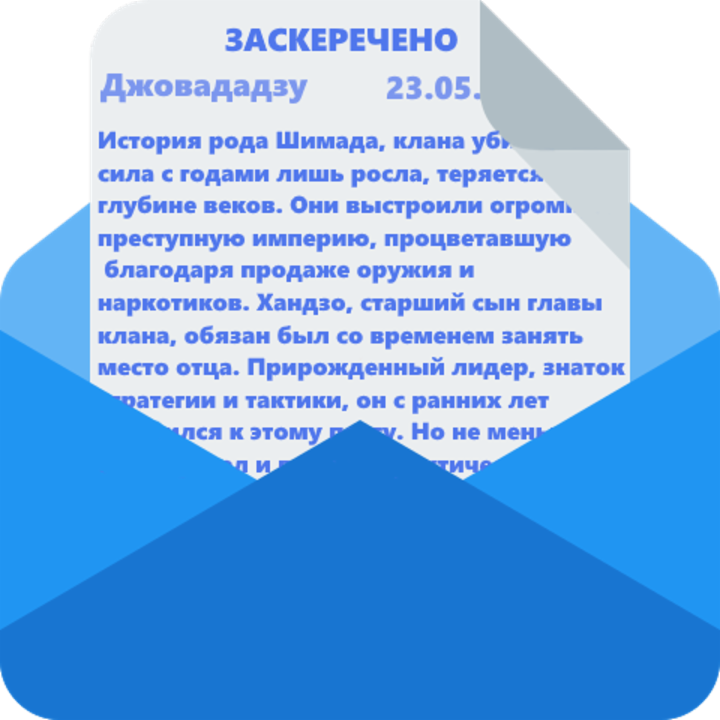 ЗАСКЕРЕЧЕНО
Джовададзу 23.05.
История рода Шимада, клана
сила с годами лишь росла, теряется
глубине веков. Они выстроили
преступную империю, процветавшую
благодаря продаже оружия и
наркотиков. Хандзо, старший сын главы
клана, обязан был со временем занять
место отца. Прирожденный лидер, знаток
и тактики, он с ранних лет
к этому Но не
и